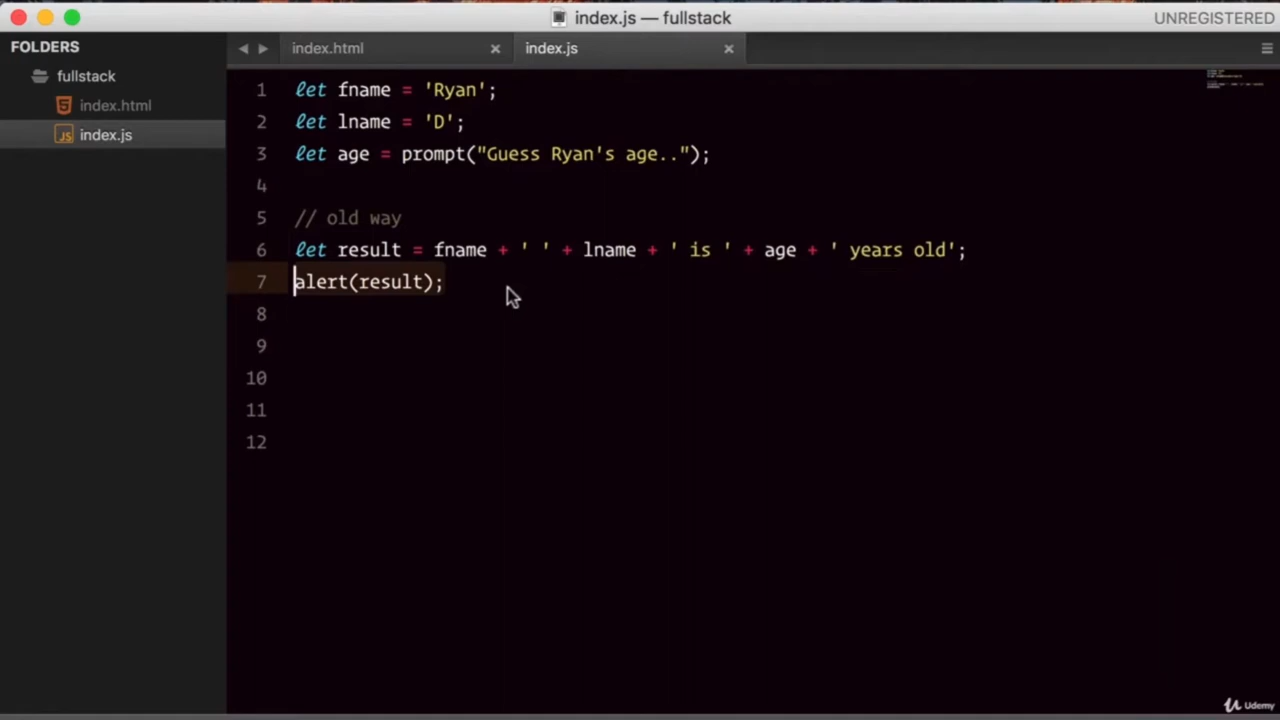 index.js — fullstack
UNREGISTERED
FOLDERS
fullstack
index.html
index.js
index.html
index.js
1 let fname = 'Ryan';
2 let lname = 'D';
3 let age = prompt("Guess Ryan's age..");
4
5 // old way
6 let result = fname + ' ' + lname + ' is ' + age + ' years old';
7 alert(result);
8
9
10
11
12
Udemy